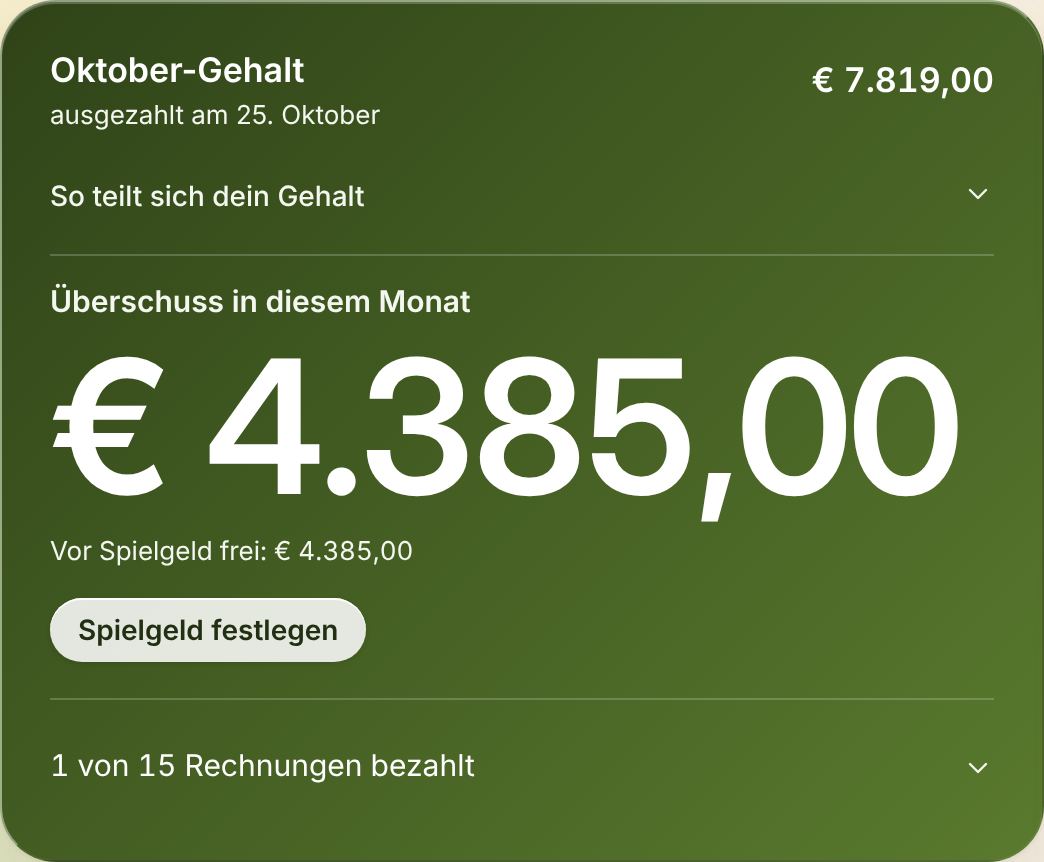 Oktober-Gehalt
€ 7.819,00
ausgezahlt am 25. Oktober
So teilt sich dein Gehalt
Überschuss in diesem Monat
€ 4.385,00
Vor Spielgeld frei: € 4.385,00
Spielgeld festlegen
1 von 15 Rechnungen bezahlt